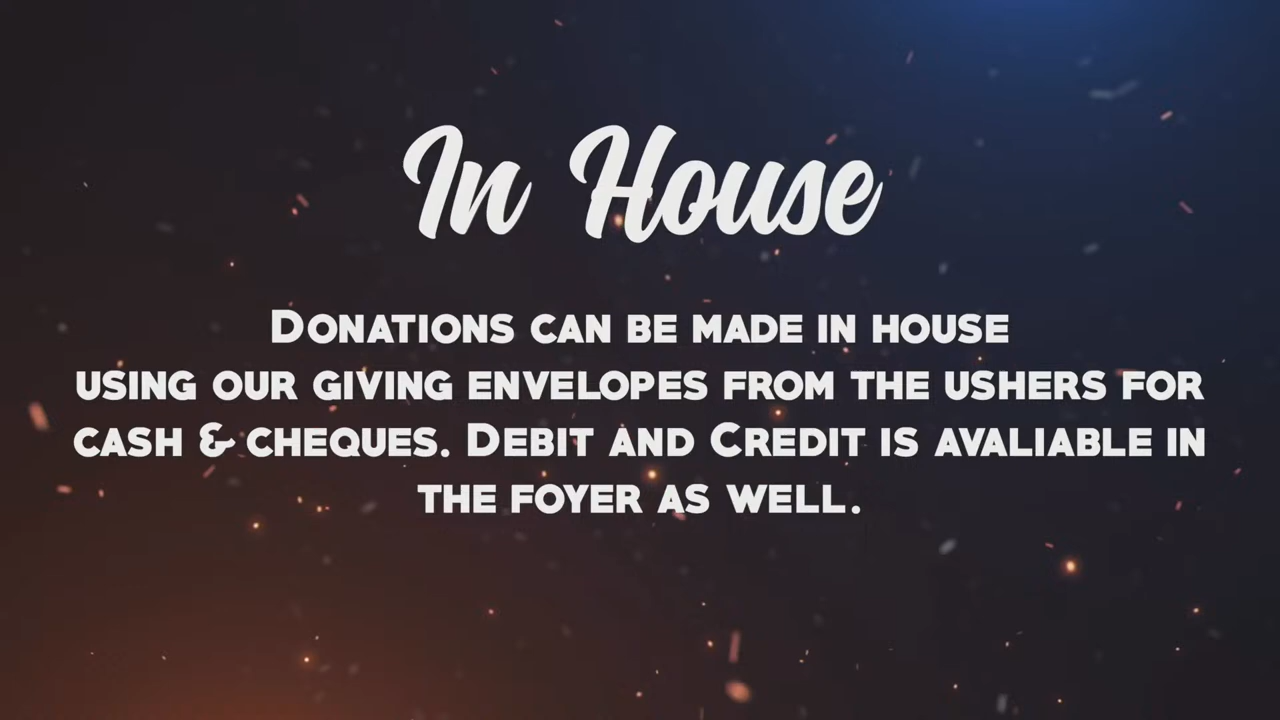 In House
Donations can be made in house
using our giving envelopes from the ushers for
cash & cheques. Debit and Credit is avaliable in
the foyer as well.